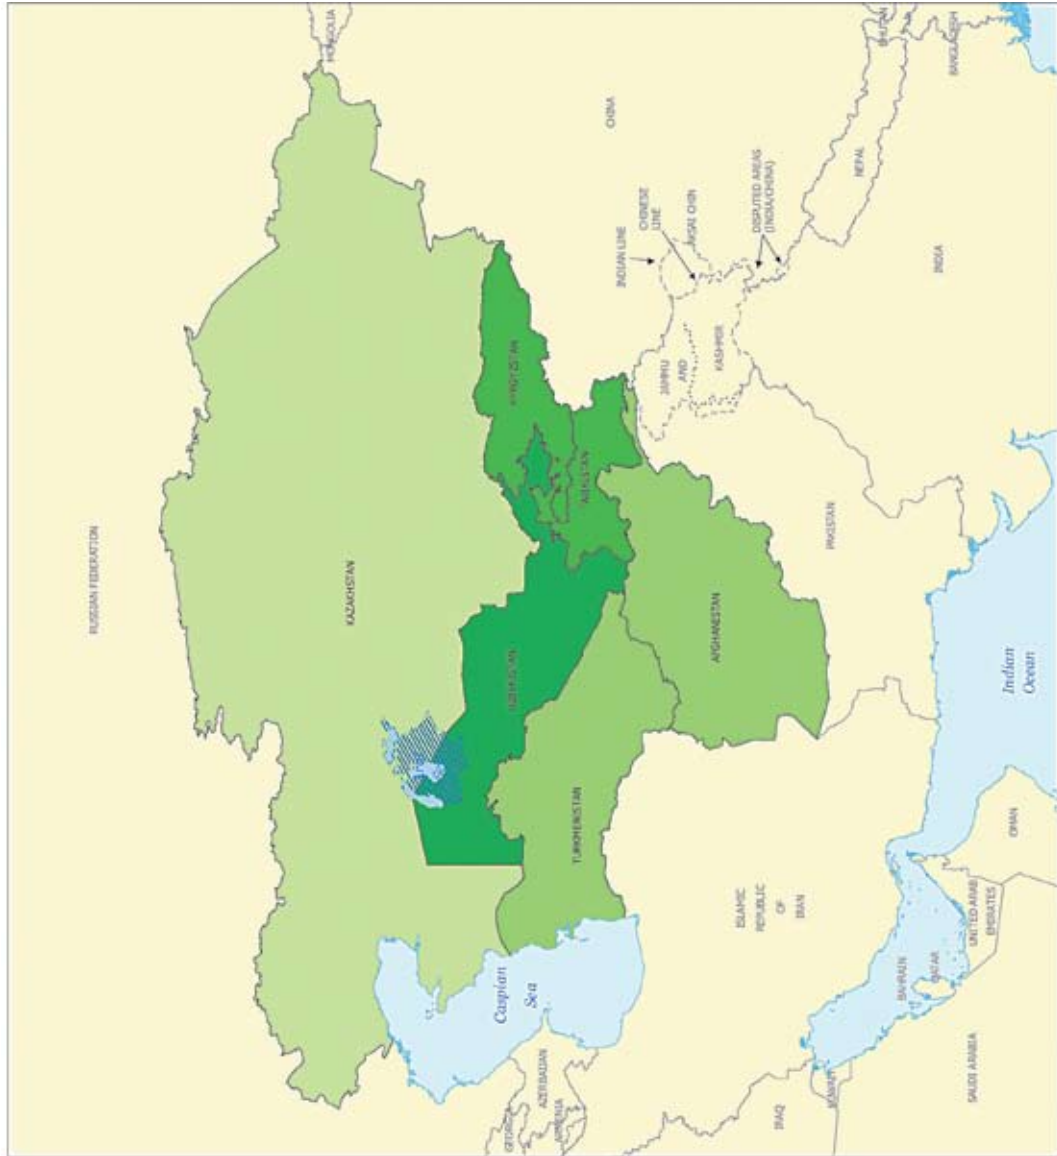 RUSSIAN FEDERATION
MONGOLIA
KAZAKHSTAN
CHINA
UZBEKISTAN
KYRGYZSTAN
TAJIKISTAN
TURKMENISTAN
AFGHANISTAN
Caspian
Sea
GEORGIA
AZERBAIJAN
ARMENIA
INDIAN LINE
CHINESE
LINE
AKSAI CHIN
JAMMU
AND
KASHMIR
DISPUTED AREAS
(INDIA/CHINA)
ISLAMIC
REPUBLIC
OF
IRAN
PAKISTAN
INDIA
NEPAL
BHUTAN
BANGLADESH
IRAQ
KUWAIT
BAHRAIN
QATAR
SAUDI ARABIA
UNITED ARAB
EMIRATES
OMAN
Indian
Ocean